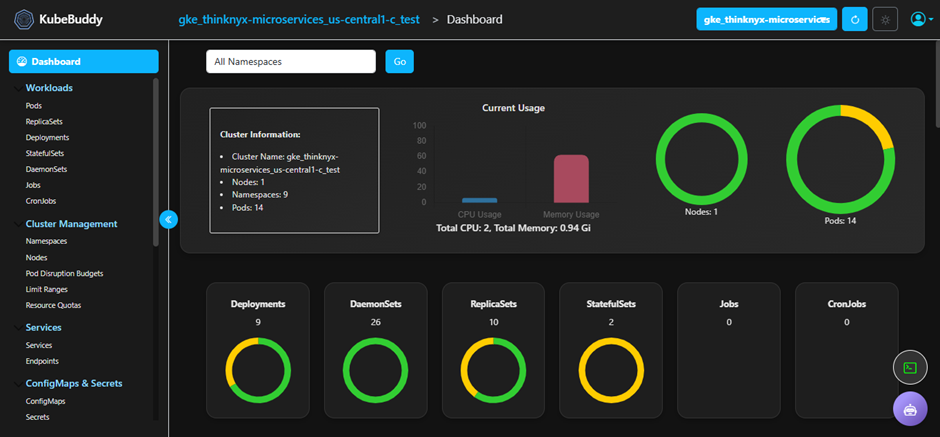 KubeBuddy
gke_thinknyx-microservices_us-central1-c_test > Dashboard
gke_thinknyx-microservices
Dashboard
Workloads
Pods
ReplicaSets
Deployments
StatefulSets
DaemonSets
Jobs
CronJobs
Cluster Management
Namespaces
Nodes
Pod Disruption Budgets
Limit Ranges
Resource Quotas
Services
Services
Endpoints
ConfigMaps & Secrets
ConfigMaps
Secrets
All Namespaces
Go
Cluster Information:
• Cluster Name: gke_thinknyx-
microservices_us-central1-c_test
• Nodes: 1
• Namespaces: 9
• Pods: 14
Current Usage
100
80
60
40
20
0
CPU Usage
Memory Usage
Total CPU: 2, Total Memory: 0.94 Gi
Nodes: 1
Pods: 14
Deployments
9
DaemonSets
26
ReplicaSets
10
StatefulSets
2
Jobs
0
CronJobs
0